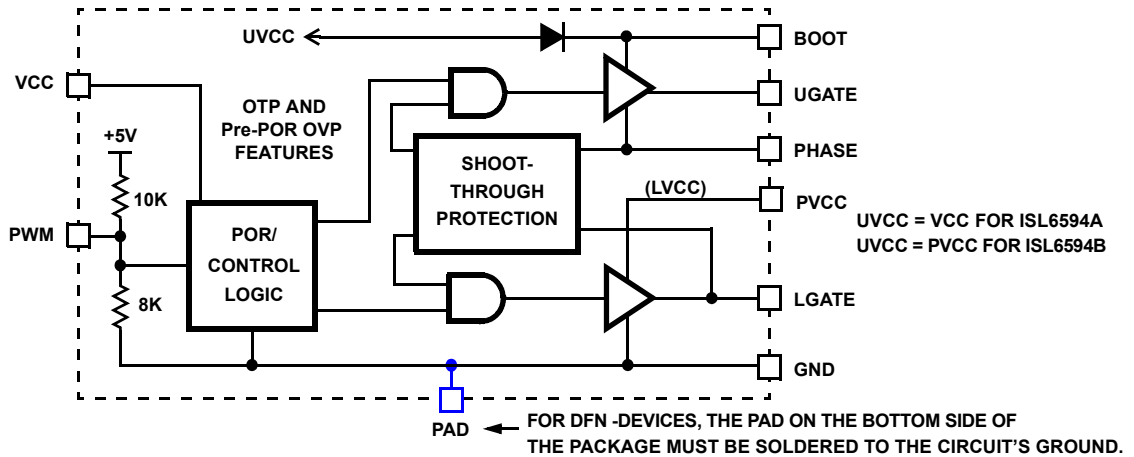 UVCC
BOOT
VCC
OTP AND
Pre-POR OVP
FEATURES
UGATE
+5V
10K
SHOOT-
THROUGH
PROTECTION
PHASE
(LVCC)
PVCC
UVCC = VCC FOR ISL6594A
UVCC = PVCC FOR ISL6594B
PWM
POR/
CONTROL
LOGIC
8K
LGATE
GND
PAD
FOR DFN -DEVICES, THE PAD ON THE BOTTOM SIDE OF
THE PACKAGE MUST BE SOLDERED TO THE CIRCUIT'S GROUND.